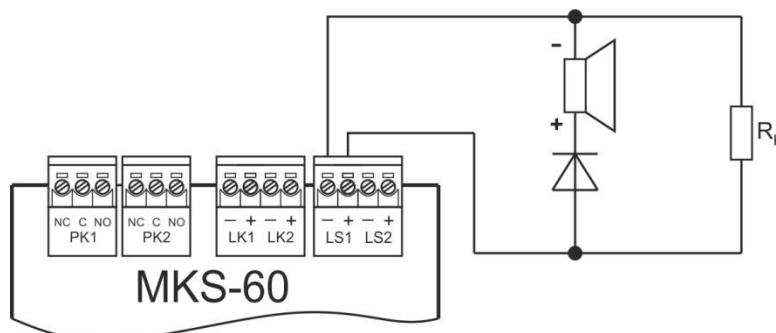 -
+
R
NC C NO
NC C NO
− + − +
− + − +
PK1
PK2
LK1 LK2
LS1 LS2
MKS-60